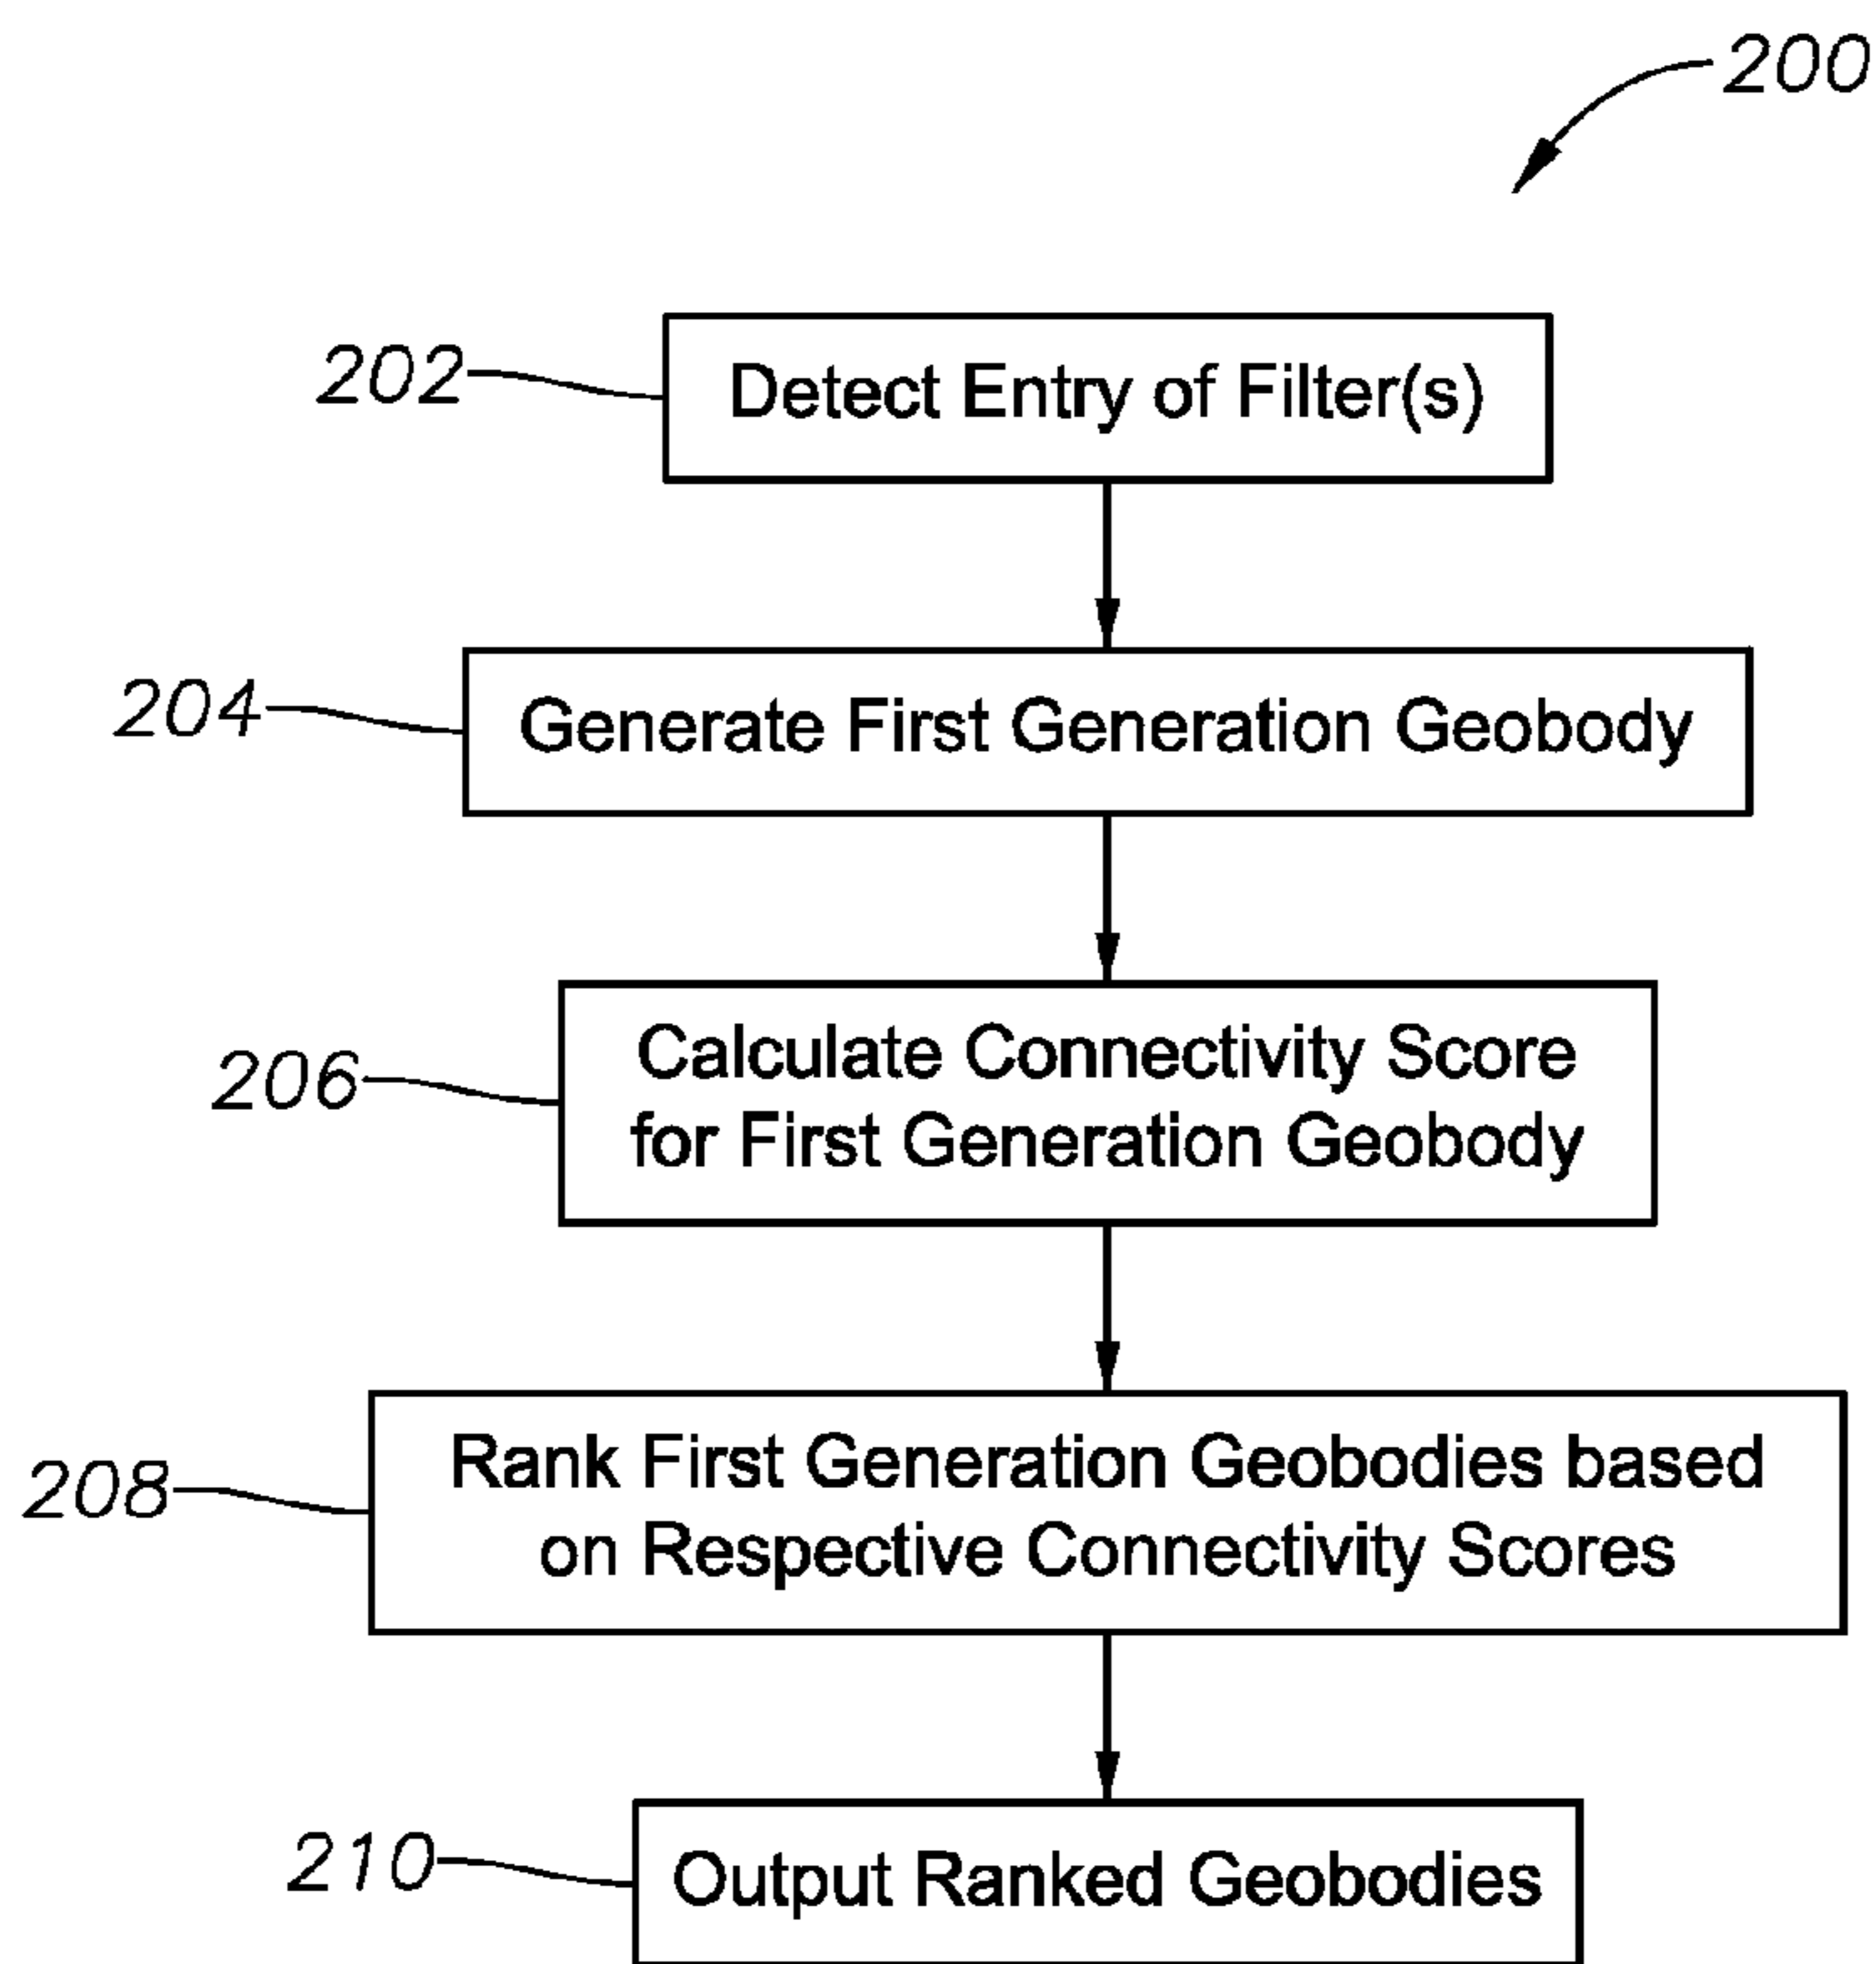 200
202
Detect Entry of Filter(s)
204
Generate First Generation Geobody
206
Calculate Connectivity Score
for First Generation Geobody
208
Rank First Generation Geobodies based
on Respective Connectivity Scores
210
Output Ranked Geobodies